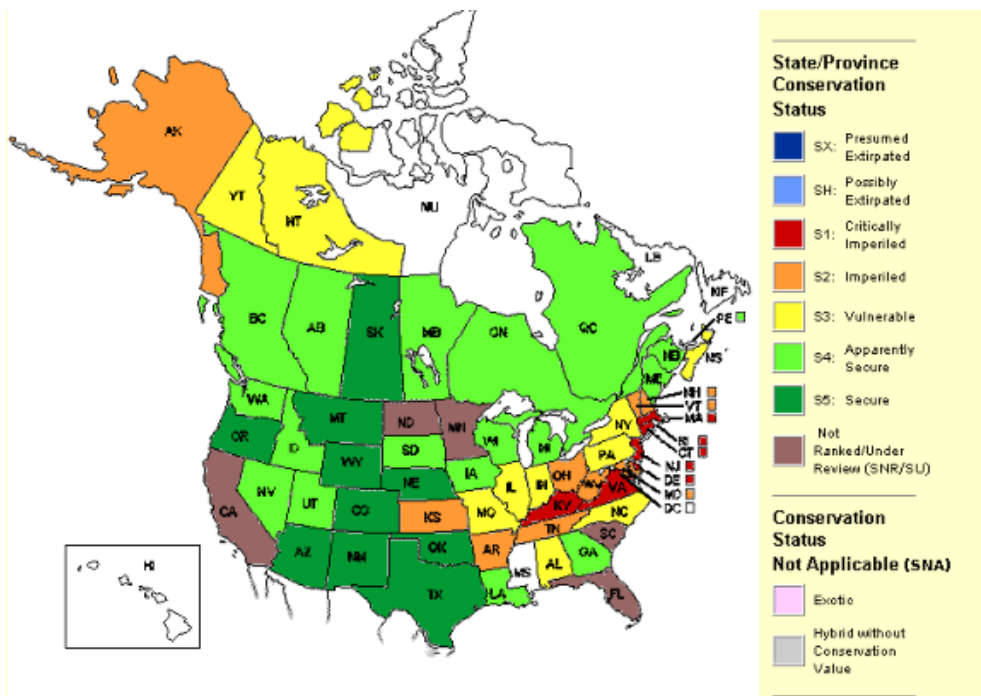 AK
YT
NT
NU
LB
NF
BC
AB
SK
MB
ON
QC
PE
NB
NS
ME
WA
MT
ND
MN
NH
VT
MA
OR
ID
SD
WI
MI
NY
RI
CT
WY
IA
PA
NJ
NE
IL
IN
OH
DE
NV
UT
CO
KS
MO
WV
VA
MD
KY
DC
CA
NC
AZ
NM
OK
AR
TN
SC
TX
LA
MS
AL
GA
FL
HI
State/Province
Conservation
Status
SX: Presumed
Extirpated
SH: Possibly
Extirpated
S1: Critically
Imperiled
S2: Imperiled
S3: Vulnerable
S4: Apparently
Secure
S5: Secure
Not
Ranked/Under
Review (SNR/SU)
Conservation
Status
Not Applicable (SNA)
Exotic
Hybrid without
Conservation
Value